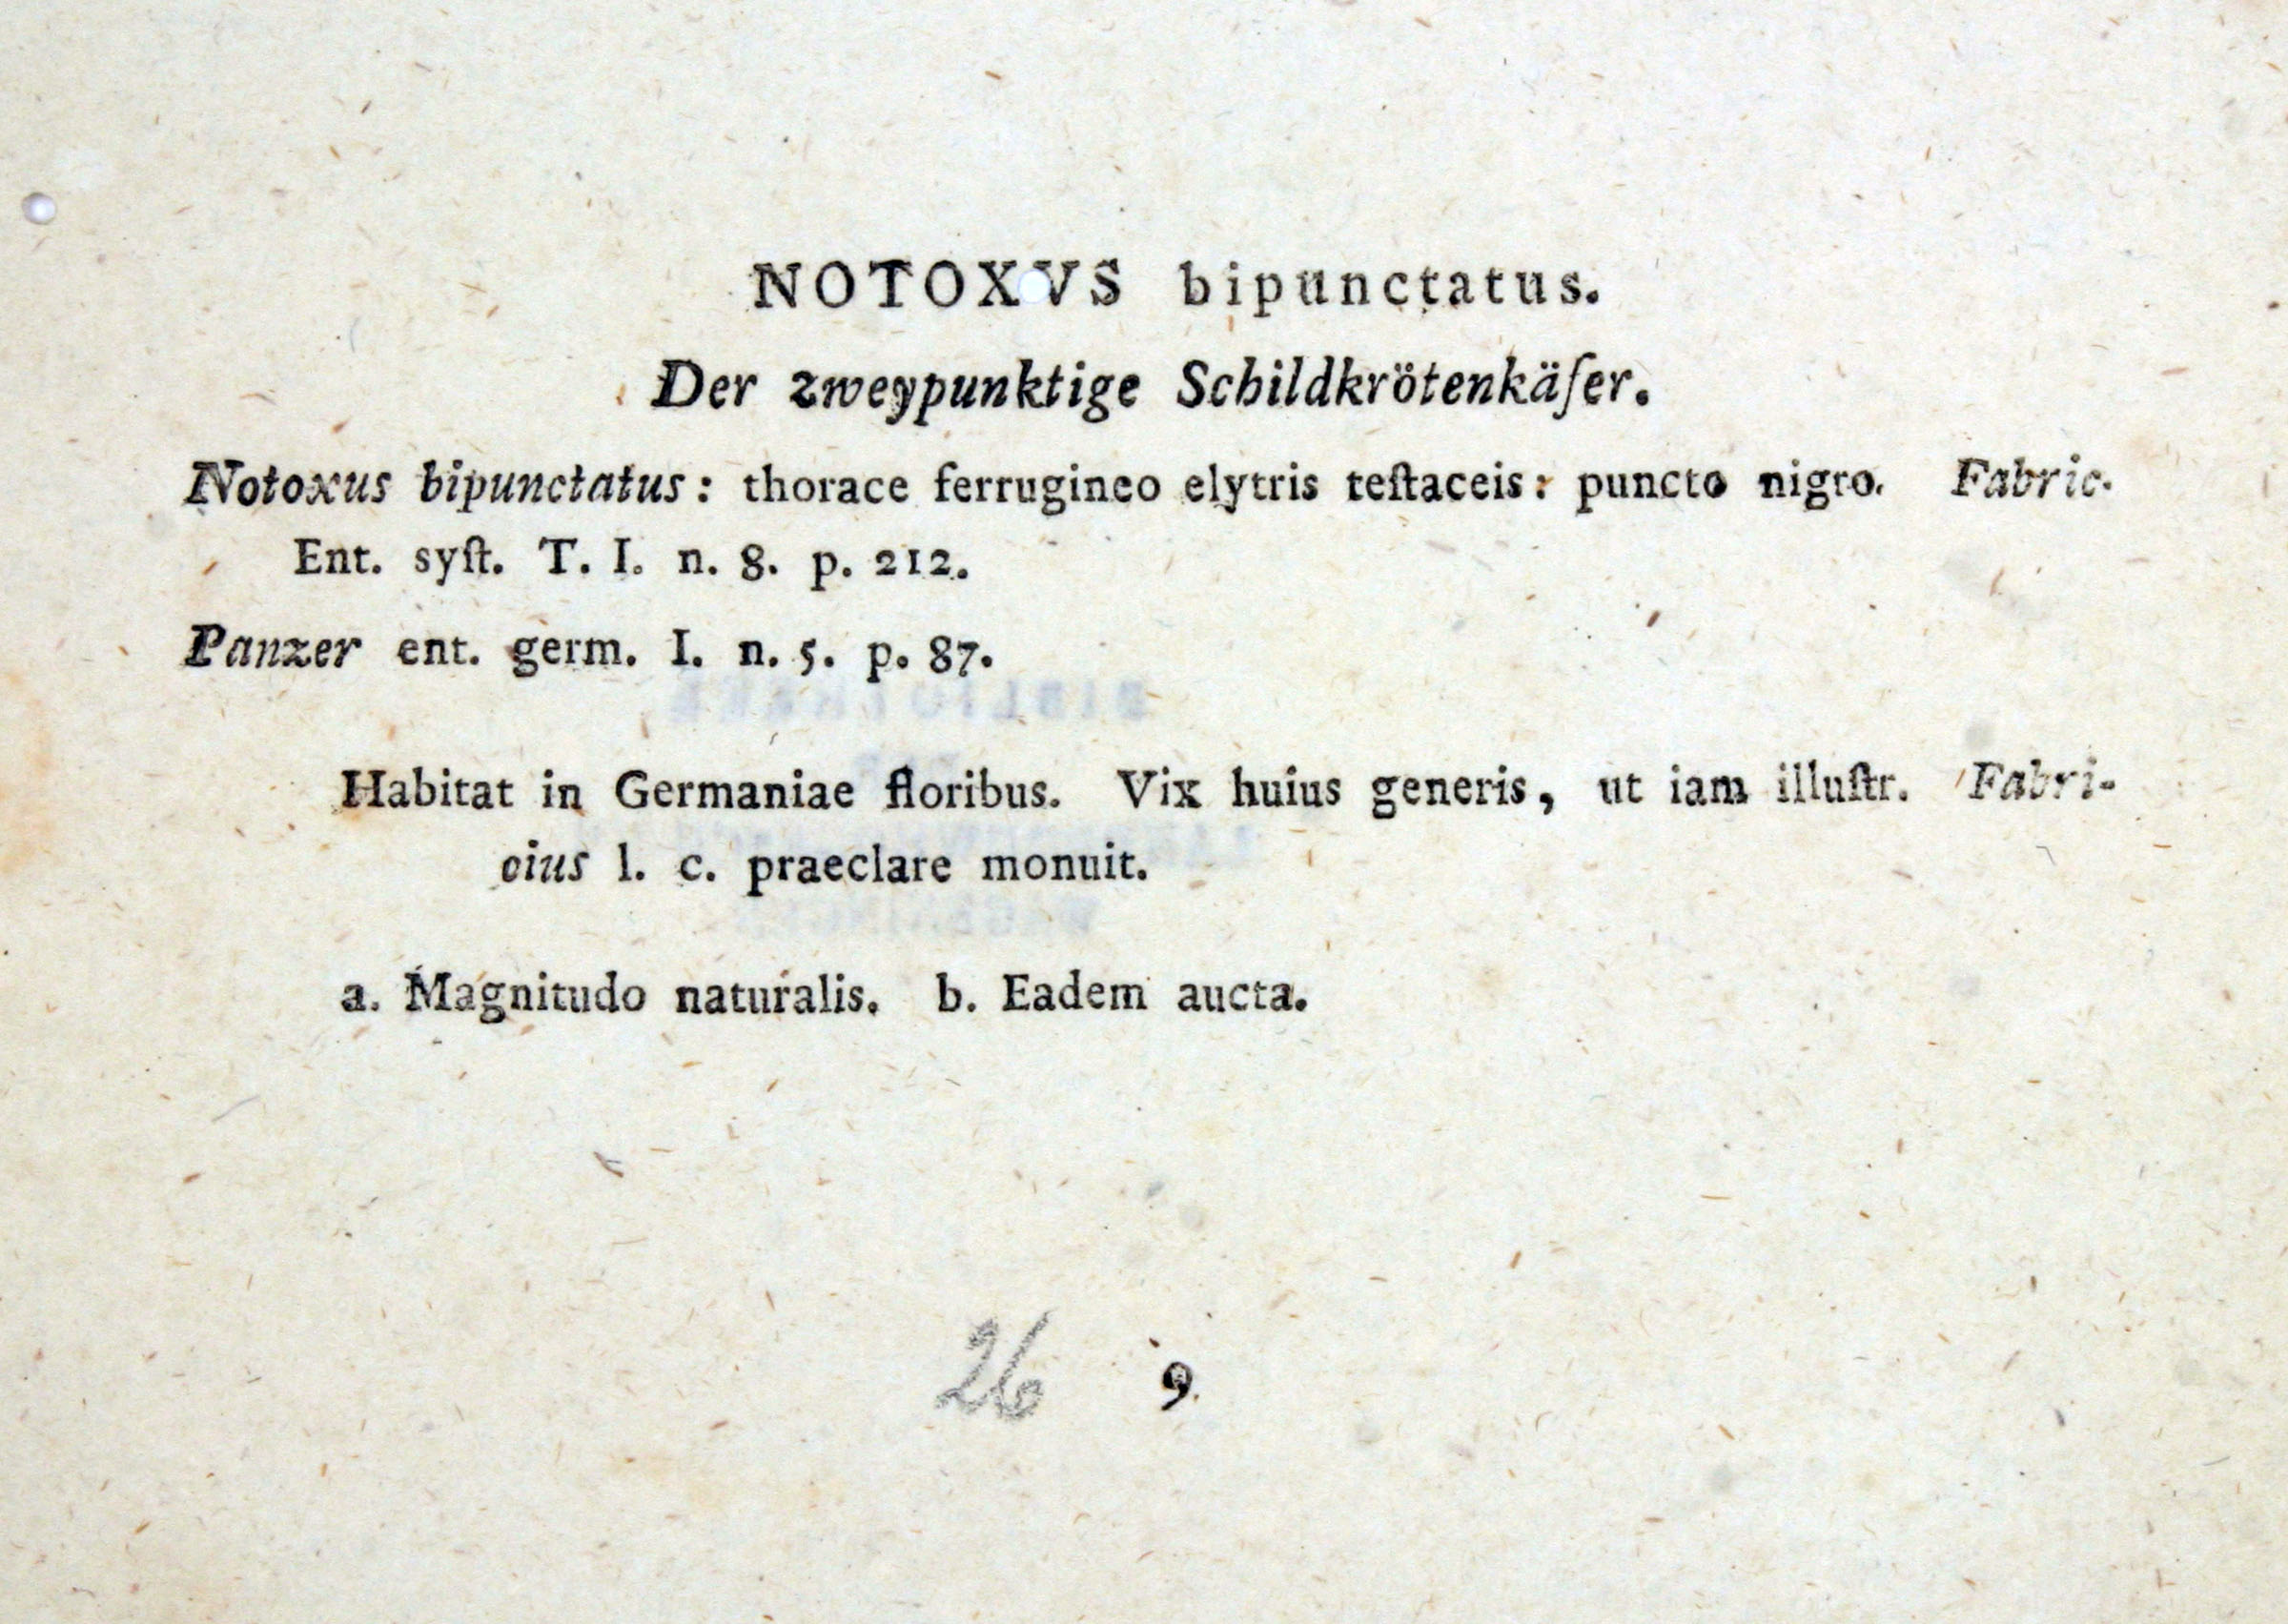 NOTOXVS bipunctatus.
Der zweypunktige Schildkrötenkäſer.
Notoxus bipunctatus: thorace ferrugineo elytris teſtaceis: puncto nigro. Fabric.
Ent. syſt. T. I. n. 8. p. 212.
Panzer ent. germ. I. n. 5. p. 87.
BIBLIOTHEEK
Habitat in Germaniae floribus. Vix huius generis, ut iam illuſtr. Fabri-
cius l. c. praeclare monuit.
a. Magnitudo naturalis. b. Eadem aucta.
26 9